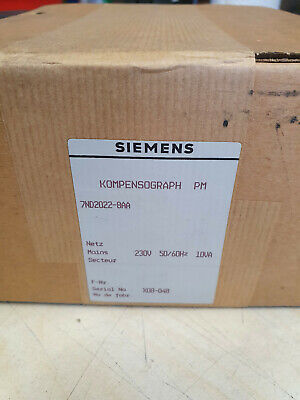 SIEMENS
KOMPENSOGRAPH PM
7ND2022-8AA
Netz
Mains 230V 50/60Hz 10VA
Secteur
F-Nr.
Serial No X08-040
No de fabr